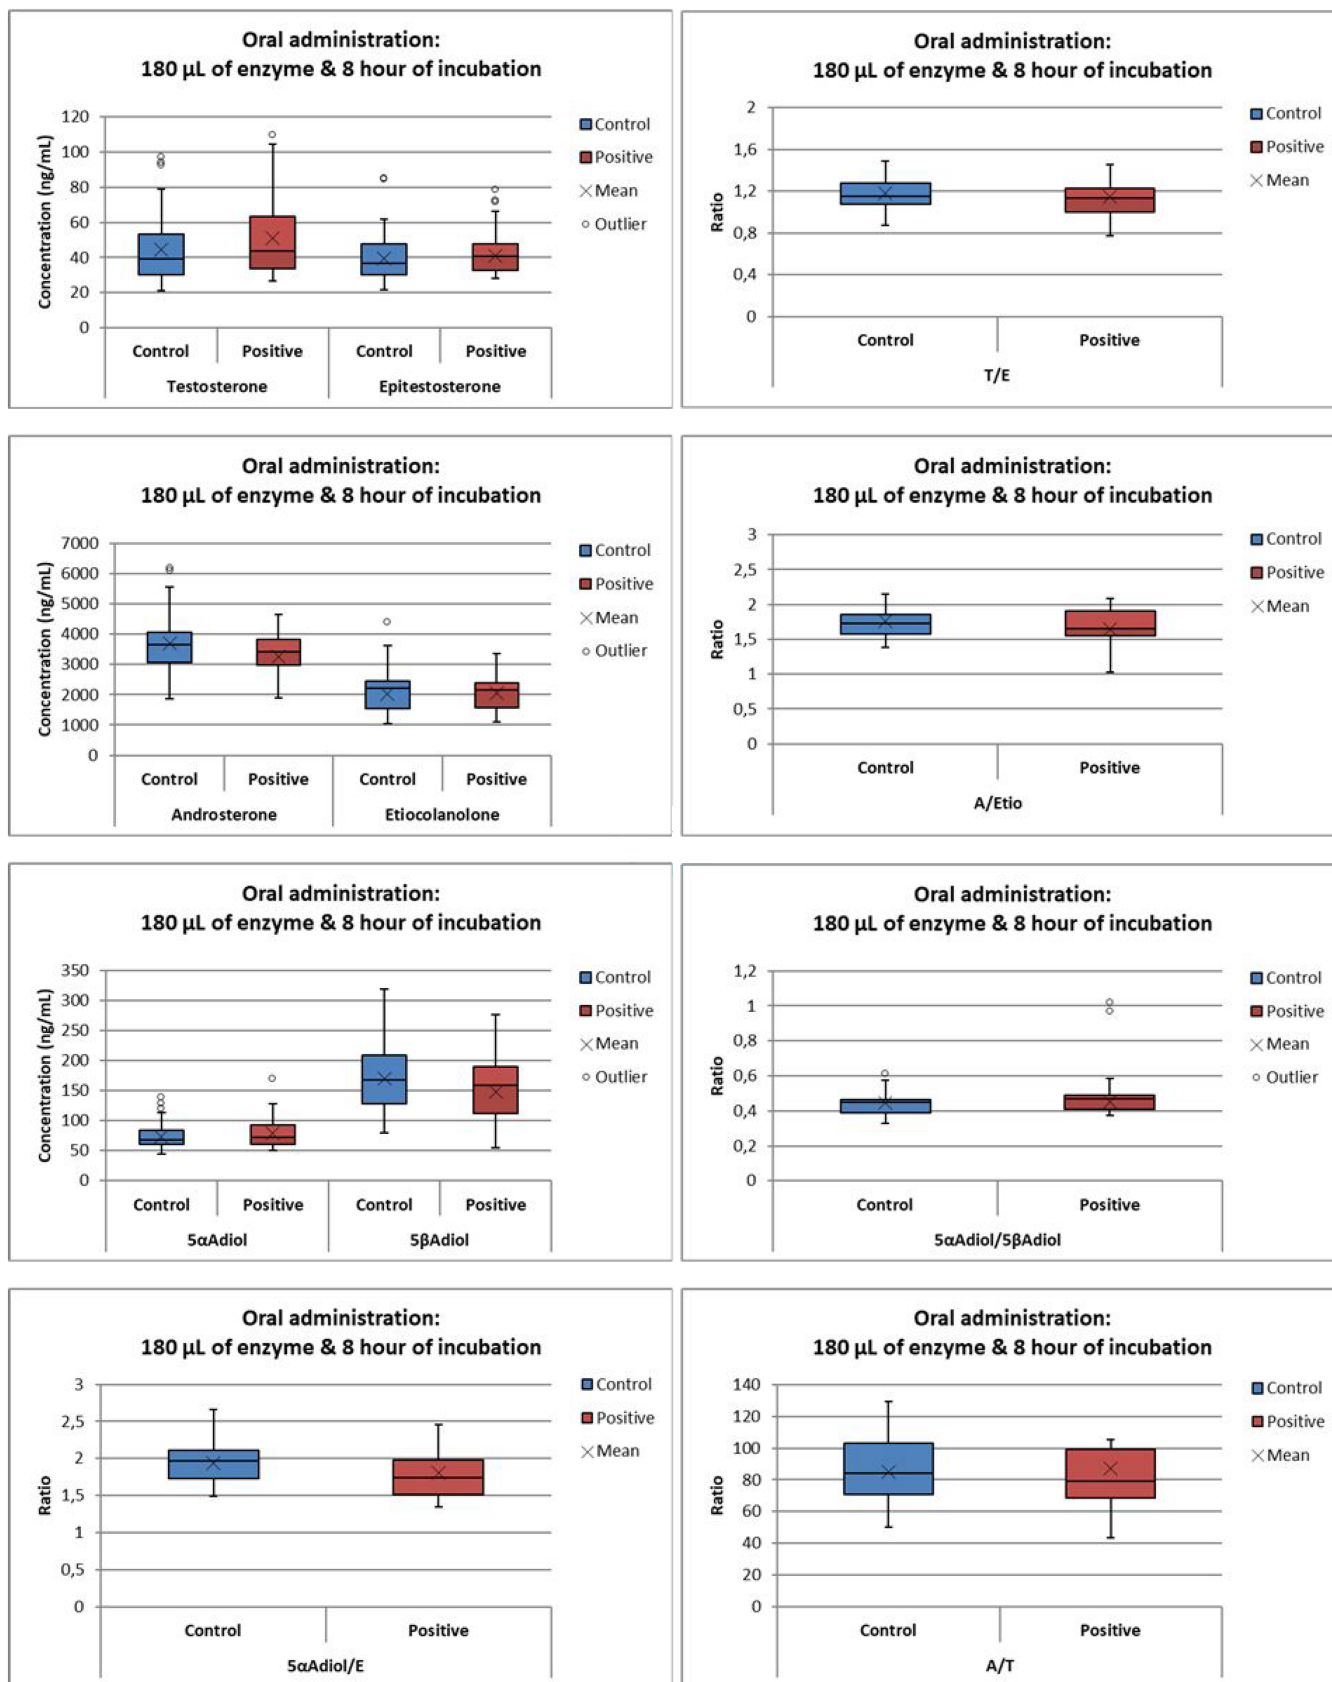 Oral administration:
180 µL of enzyme & 8 hour of incubation
Concentration (ng/mL)
120
100
80
60
40
20
0
Control
Positive
Control
Positive
Testosterone
Epitestosterone
Control
Positive
Mean
Outlier
Oral administration:
180 µL of enzyme & 8 hour of incubation
Ratio
2
1,6
1,2
0,8
0,4
0
Control
Positive
T/E
Control
Positive
Mean
Oral administration:
180 µL of enzyme & 8 hour of incubation
Concentration (ng/mL)
7000
6000
5000
4000
3000
2000
1000
0
Control
Positive
Control
Positive
Androsterone
Etiocolanolone
Control
Positive
Mean
Outlier
Oral administration:
180 µL of enzyme & 8 hour of incubation
Ratio
3
2,5
2
1,5
1
0,5
0
Control
Positive
A/Etio
Control
Positive
Mean
Oral administration:
180 µL of enzyme & 8 hour of incubation
Concentration (ng/mL)
350
300
250
200
150
100
50
0
Control
Positive
Control
Positive
5αAdiol
5βAdiol
Control
Positive
Mean
Outlier
Oral administration:
180 µL of enzyme & 8 hour of incubation
Ratio
1,2
1
0,8
0,6
0,4
0,2
0
Control
Positive
5αAdiol/5βAdiol
Control
Positive
Mean
Outlier
Oral administration:
180 µL of enzyme & 8 hour of incubation
Ratio
3
2,5
2
1,5
1
0,5
0
Control
Positive
5αAdiol/E
Control
Positive
Mean
Oral administration:
180 µL of enzyme & 8 hour of incubation
Ratio
140
120
100
80
60
40
20
0
Control
Positive
A/T
Control
Positive
Mean